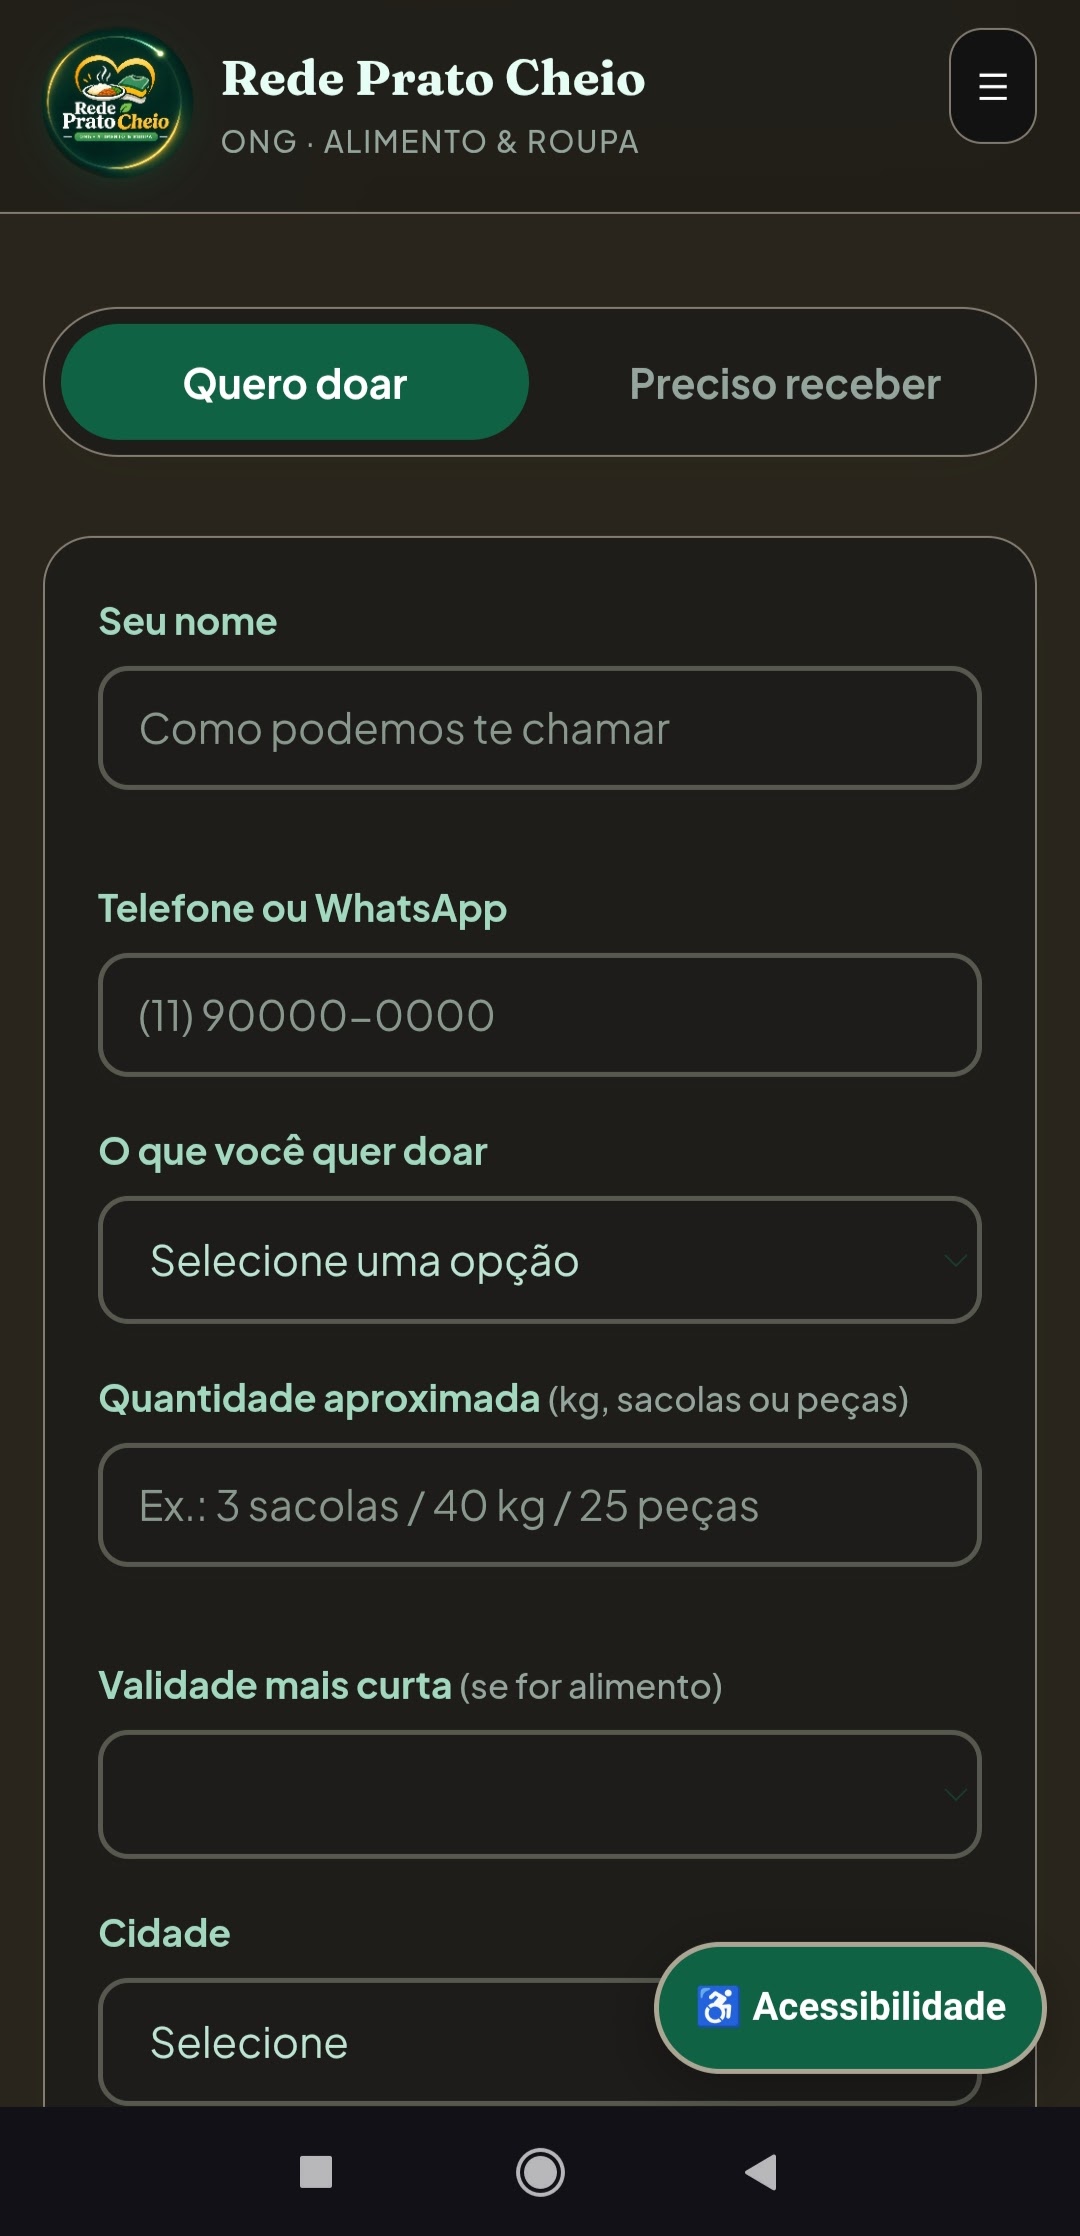 Rede
Prato Cheio
Rede Prato Cheio
ONG · ALIMENTO & ROUPA
☰
Quero doar
Preciso receber
Seu nome
Como podemos te chamar
Telefone ou WhatsApp
(11) 90000-0000
O que você quer doar
Selecione uma opção
Quantidade aproximada (kg, sacolas ou peças)
Ex.: 3 sacolas / 40 kg / 25 peças
Validade mais curta (se for alimento)
Cidade
Selecione
♿ Acessibilidade